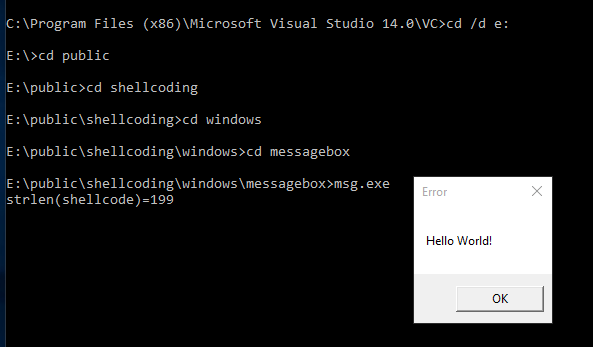 C:\Program Files (x86)\Microsoft Visual Studio 14.0\VC>cd /d e:
E:\>cd public
E:\public>cd shellcoding
E:\public\shellcoding>cd windows
E:\public\shellcoding\windows>cd messagebox
E:\public\shellcoding\windows\messagebox>msg.exe
strlen(shellcode)=199
Error
Hello World!
OK